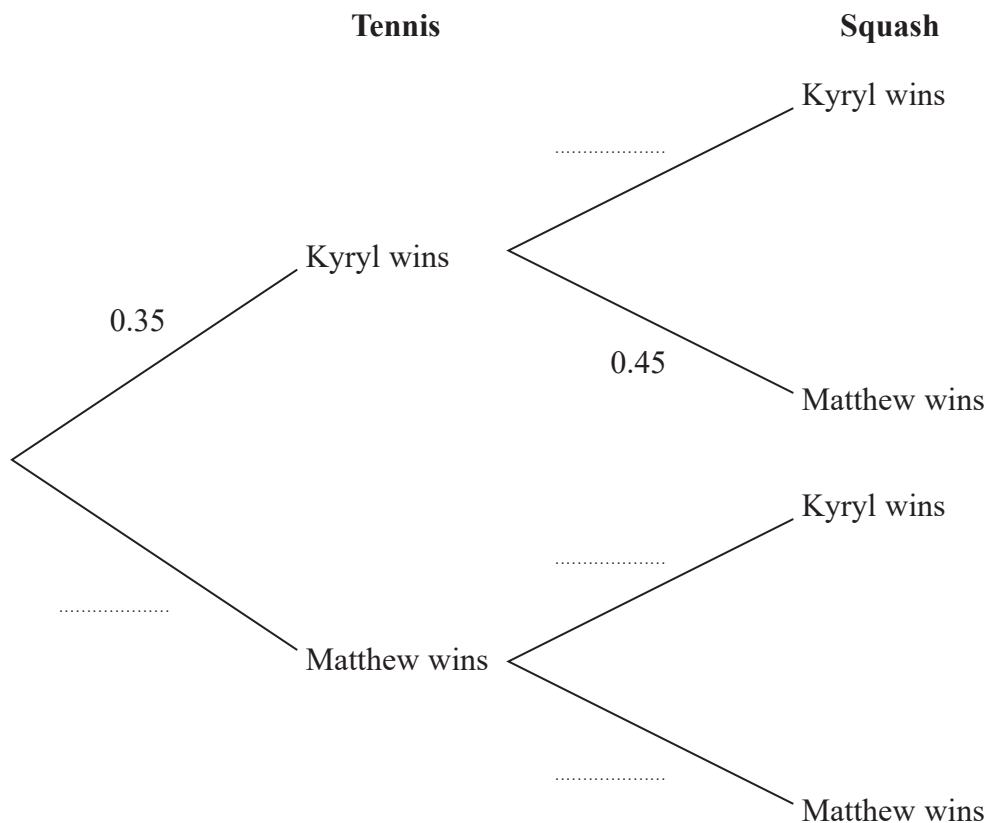 Tennis
Squash
Kyryl wins
....................
Kyryl wins
0.35
0.45
Matthew wins
Kyryl wins
....................
....................
Matthew wins
....................
Matthew wins